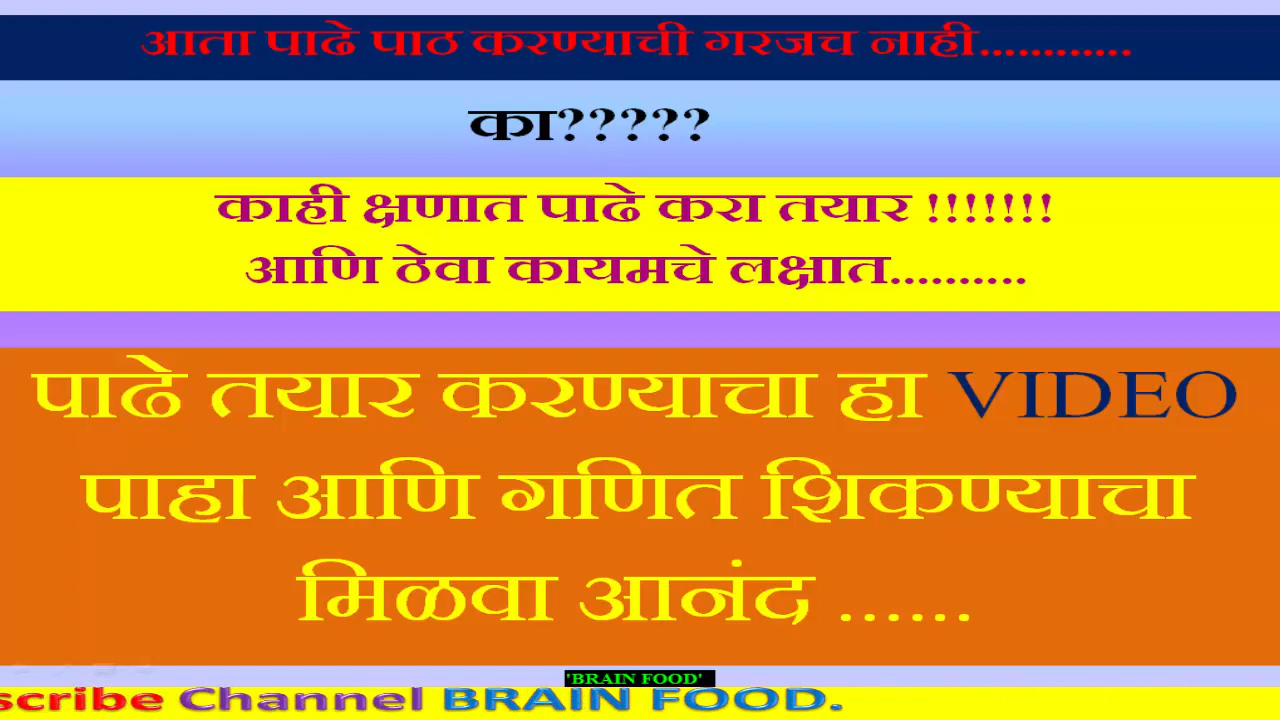 आता पाढे पाठ करण्याची गरजच नाही............
का?????
काही क्षणात पाढे करा तयार !!!!!!!
आणि ठेवा कायमचे लक्षात..........
पाढे तयार करण्याचा हा VIDEO
पाहा आणि गणित शिकण्याचा
मिळवा आनंद ......
'BRAIN FOOD'
scribe Channel BRAIN FOOD.